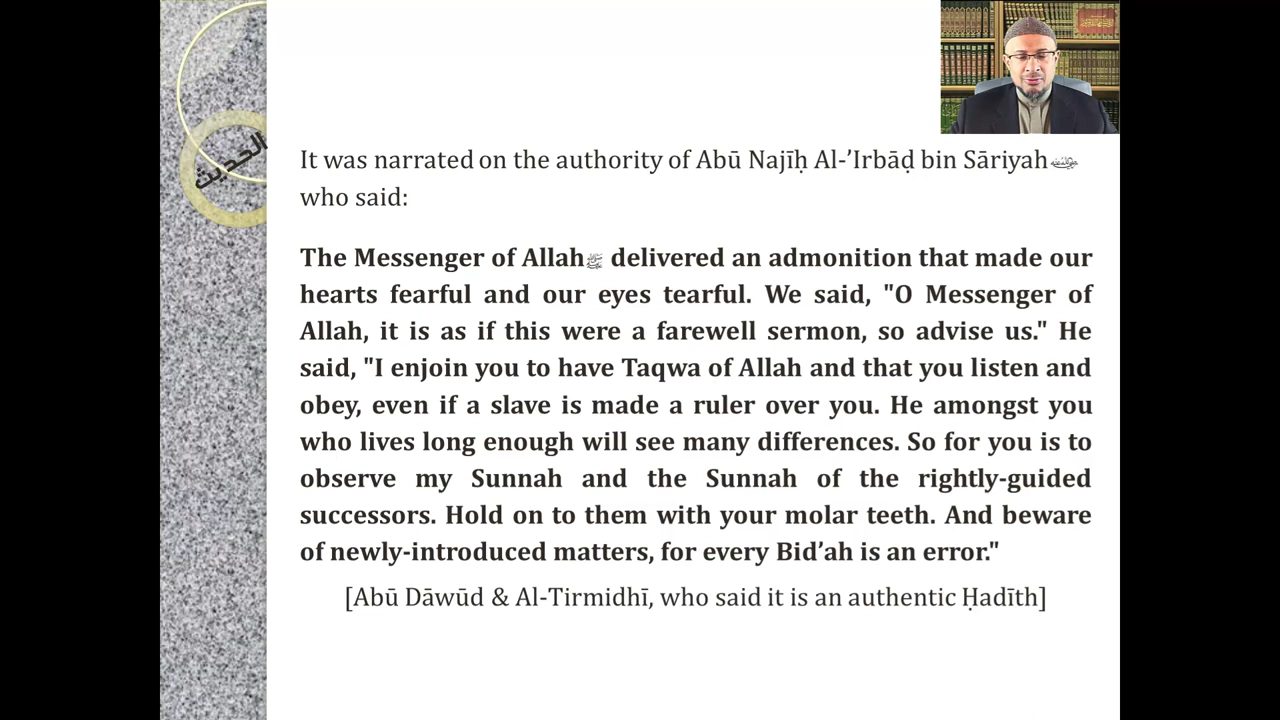 الحديث
It was narrated on the authority of Abū Najīḥ Al-’Irbāḍ bin Sāriyah
who said:
The Messenger of Allahﷺ delivered an admonition that made our
hearts fearful and our eyes tearful. We said, "O Messenger of
Allah, it is as if this were a farewell sermon, so advise us." He
said, "I enjoin you to have Taqwa of Allah and that you listen and
obey, even if a slave is made a ruler over you. He amongst you
who lives long enough will see many differences. So for you is to
observe my Sunnah and the Sunnah of the rightly-guided
successors. Hold on to them with your molar teeth. And beware
of newly-introduced matters, for every Bid’ah is an error."
[Abū Dāwūd & Al-Tirmidhī, who said it is an authentic Ḥadīth]